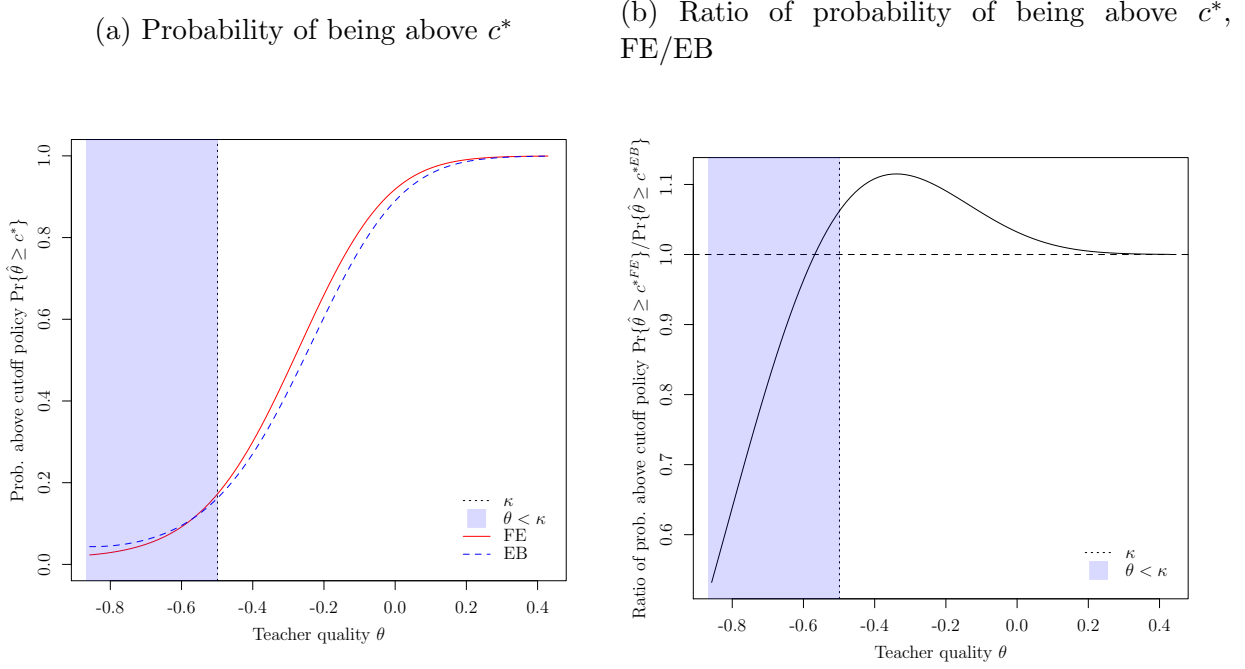 (a) Probability of being above c*
(b) Ratio of probability of being above c*,
FE/EB
Prob. above cutoff policy Pr{θ̂ ≥ c*}
1.0
0.8
0.6
0.4
0.2
0.0
κ
θ < κ
FE
EB
-0.8 -0.6 -0.4 -0.2 0.0 0.2 0.4
Teacher quality θ
Ratio of prob. above cutoff policy Pr{θ̂ ≥ c*FE}/Pr{θ̂ ≥ c*EB}
1.1
1.0
0.9
0.8
0.7
0.6
κ
θ < κ
-0.8 -0.6 -0.4 -0.2 0.0 0.2 0.4
Teacher quality θ